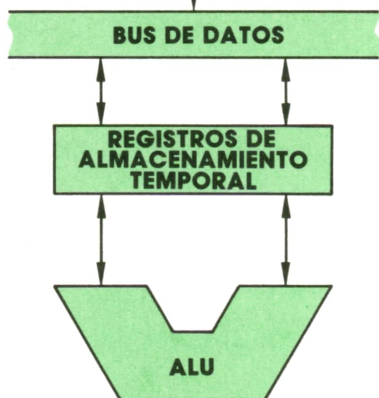 BUS DE DATOS
REGISTROS DE
ALMACENAMIENTO
TEMPORAL
ALU